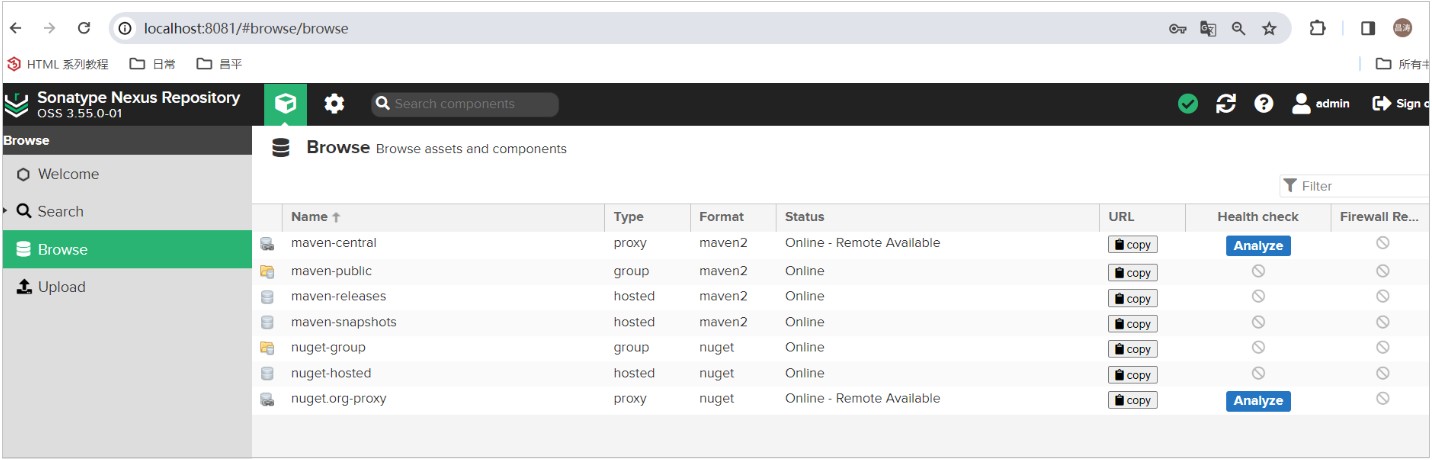 localhost:8081/#browse/browse
HTML 系列教程 日常 昌平 所有
Sonatype Nexus Repository
OSS 3.55.0-01
Search components
admin
Sign o
Browse
Browse Browse assets and components
Welcome
Filter
Search
Name Type Format Status URL Health check Firewall Re...
maven-central proxy maven2 Online - Remote Available copy Analyze
Browse
maven-public group maven2 Online copy
Upload
maven-releases hosted maven2 Online copy
maven-snapshots hosted maven2 Online copy
nuget-group group nuget Online copy
nuget-hosted hosted nuget Online copy
nuget.org-proxy proxy nuget Online - Remote Available copy Analyze